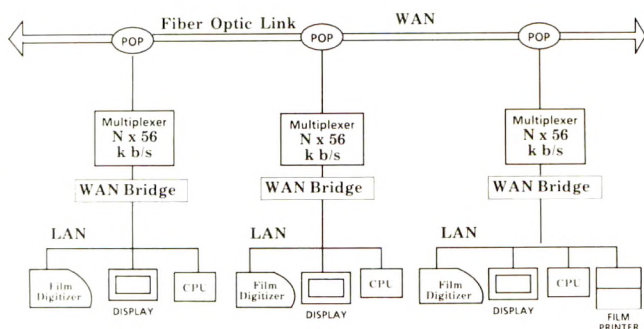 Fiber Optic Link WAN
POP POP POP
Multiplexer Multiplexer Multiplexer
N x 56 N x 56 N x 56
k b/s k b/s k b/s
WAN Bridge WAN Bridge WAN Bridge
LAN LAN LAN
Film Digitizer
DISPLAY
CPU
Film Digitizer
DISPLAY
CPU
Film Digitizer
DISPLAY
CPU
FILM
PRINTER